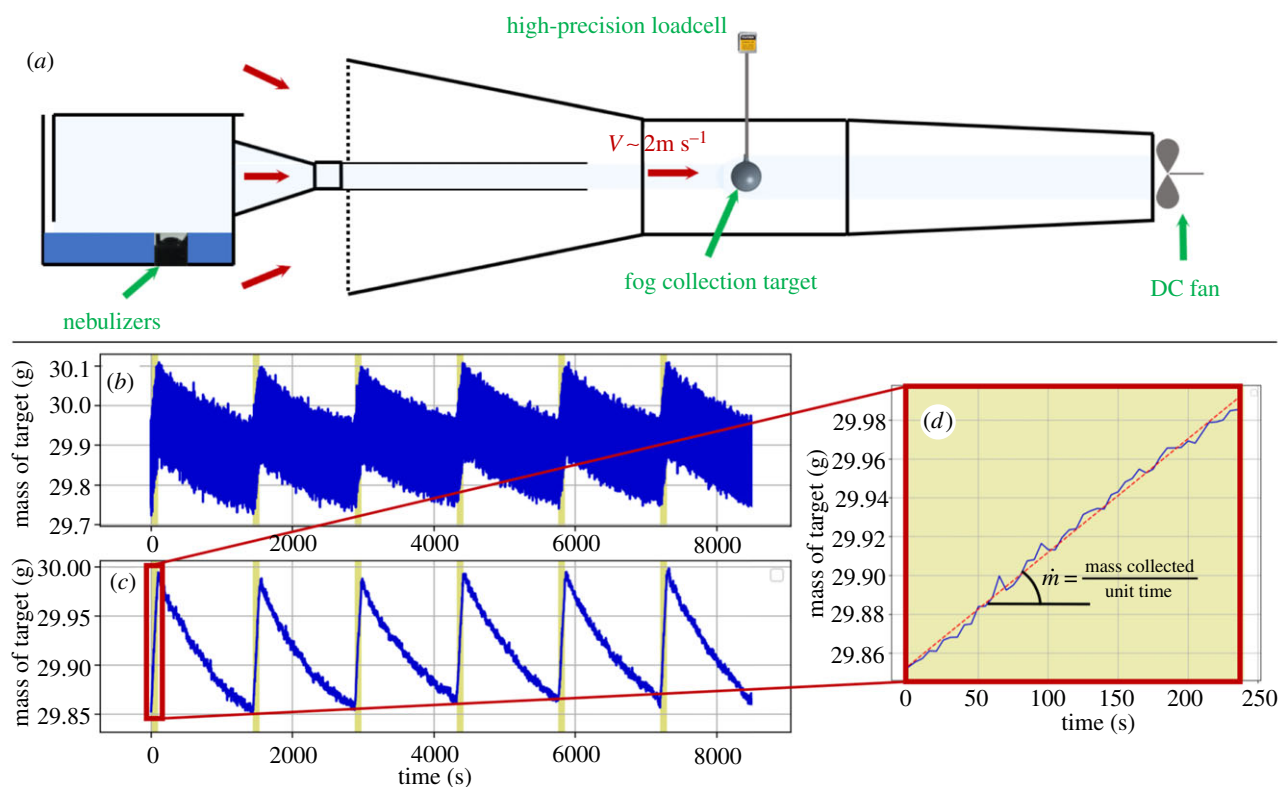 high-precision loadcell
(a)
V ~ 2m s⁻¹
fog collection target
DC fan
nebulizers
mass of target (g)
30.1
30.0
29.9
29.8
29.7
(b)
0
2000
4000
6000
8000
mass of target (g)
30.00
29.95
29.90
29.85
(c)
0
2000
4000
6000
8000
time (s)
mass of target (g)
29.98
29.96
29.94
29.92
29.90
29.88
29.86
(d)
ṁ = mass collected
unit time
0
50
100
150
200
250
time (s)